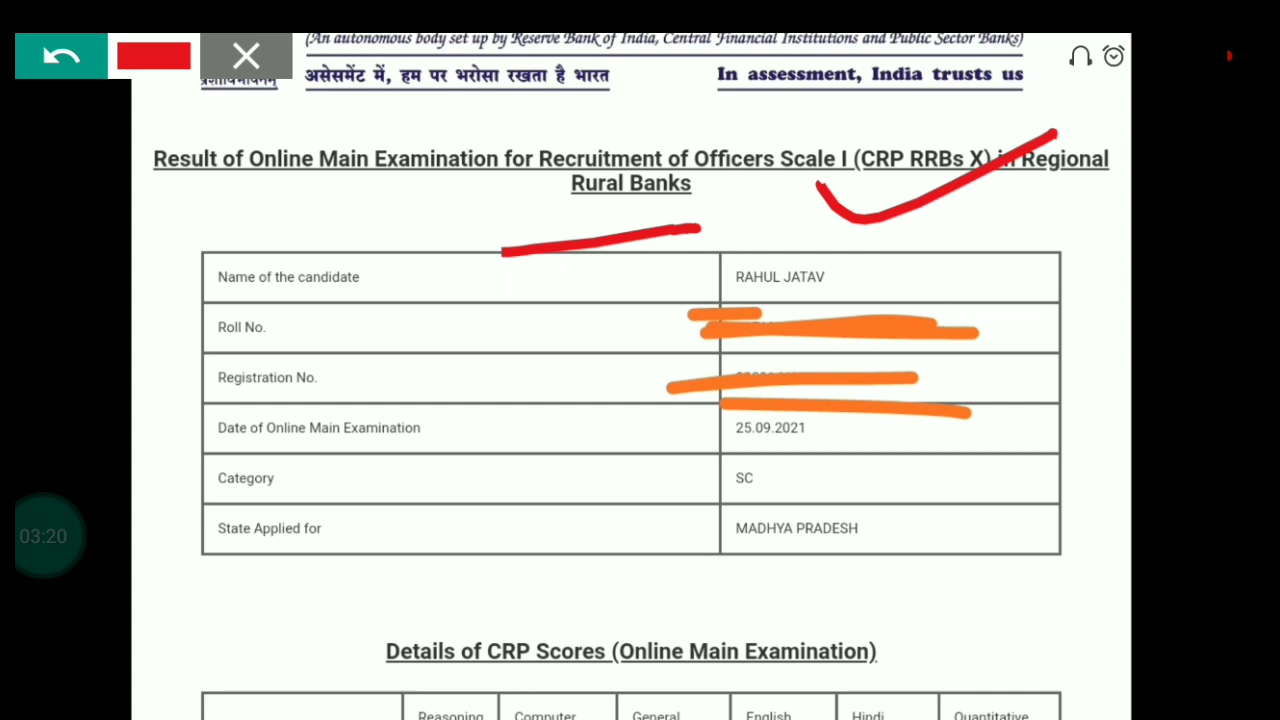 (An autonomous body set up by Reserve Bank of India, Central Financial Institutions and Public Sector Banks)
असेसमेंट में, हम पर भरोसा रखता है भारत In assessment, India trusts us
Result of Online Main Examination for Recruitment of Officers Scale I (CRP RRBs X) in Regional
Rural Banks
Name of the candidate RAHUL JATAV
Roll No.
Registration No.
Date of Online Main Examination 25.09.2021
Category SC
State Applied for MADHYA PRADESH
03:20
Details of CRP Scores (Online Main Examination)
Reasoning Computer General English Hindi Quantitative